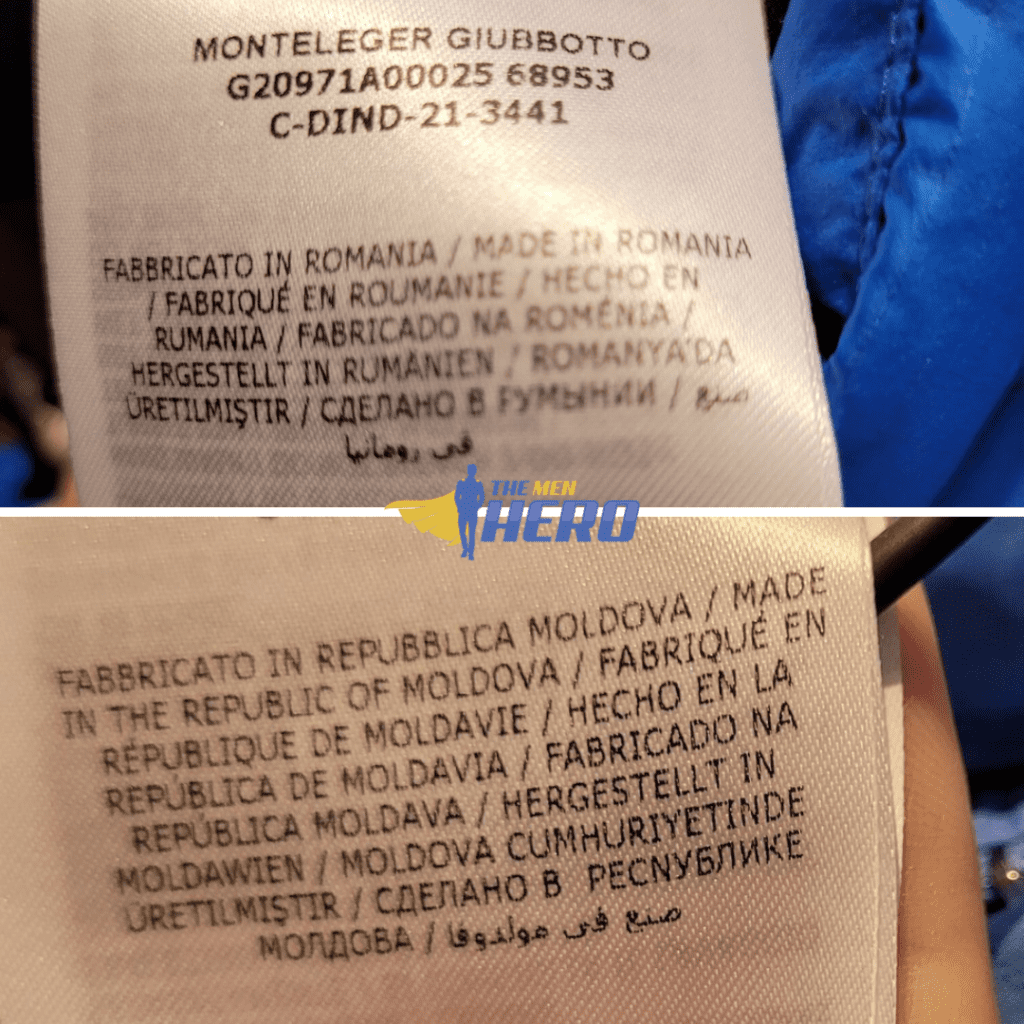 MONTELEGER GIUBBOTTO
G20971A00025 68953
C-DIND-21-3441
FABBRICATO IN ROMANIA / MADE IN ROMANIA
/ FABRIQUÉ EN ROUMANIE / HECHO EN
RUMANIA / FABRICADO NA ROMÉNIA /
HERGESTELLT IN RUMÄNIEN / ROMANYA'DA
ÜRETILMIŞTIR / СДЕЛАНО В РУМЫНИИ / صنع
في رومانيا
THE MEN
HERO
FABBRICATO IN REPUBBLICA MOLDOVA / MADE
IN THE REPUBLIC OF MOLDOVA / FABRIQUÉ EN
RÉPUBLIQUE DE MOLDAVIE / HECHO EN LA
REPÚBLICA DE MOLDAVIA / FABRICADO NA
REPÚBLICA MOLDAVA / HERGESTELLT IN
MOLDAWIEN / MOLDOVA CUMHURIYETINDE
ÜRETILMIŞTIR / СДЕЛАНО В РЕСПУБЛИКЕ
МОЛДОВА / صنع في مولدوفا